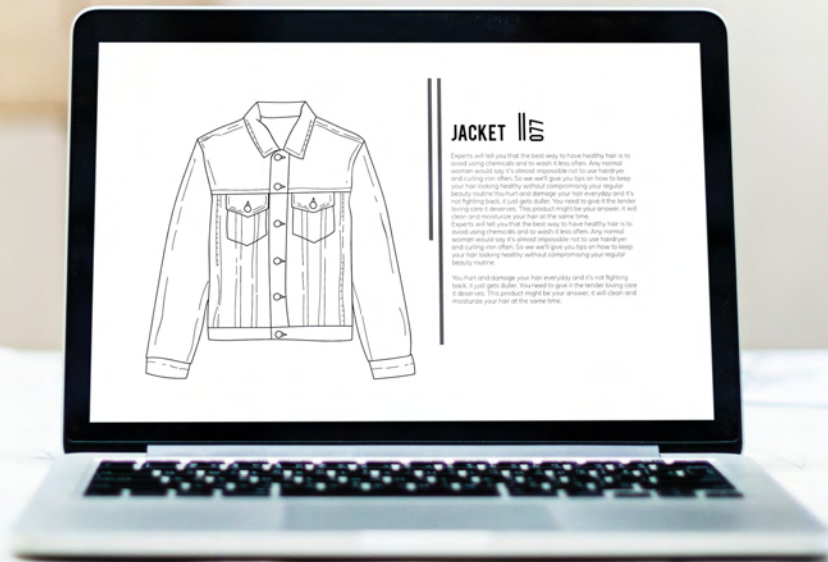 JACKET 077
Experts will tell you that the best way to have healthy hair is to
avoid using chemicals and to wash it less often. Any normal
woman would say it's almost impossible not to use hairdryer
and curling iron often. So we we'll give you tips on how to keep
your hair looking healthy without compromising your regular
beauty routine.You hurt and damage your hair everyday and it's
not fighting back, it just gets duller. You need to give it the tender
loving care it deserves. This product might be your answer, it will
clean and moisturize your hair at the same time.
Experts will tell you that the best way to have healthy hair is to
avoid using chemicals and to wash it less often. Any normal
woman would say it's almost impossible not to use hairdryer
and curling iron often. So we we'll give you tips on how to keep
your hair looking healthy without compromising your regular
beauty routine.
You hurt and damage your hair everyday and it's not fighting
back, it just gets duller. You need to give it the tender loving care
it deserves. This product might be your answer, it will clean and
moisturize your hair at the same time.